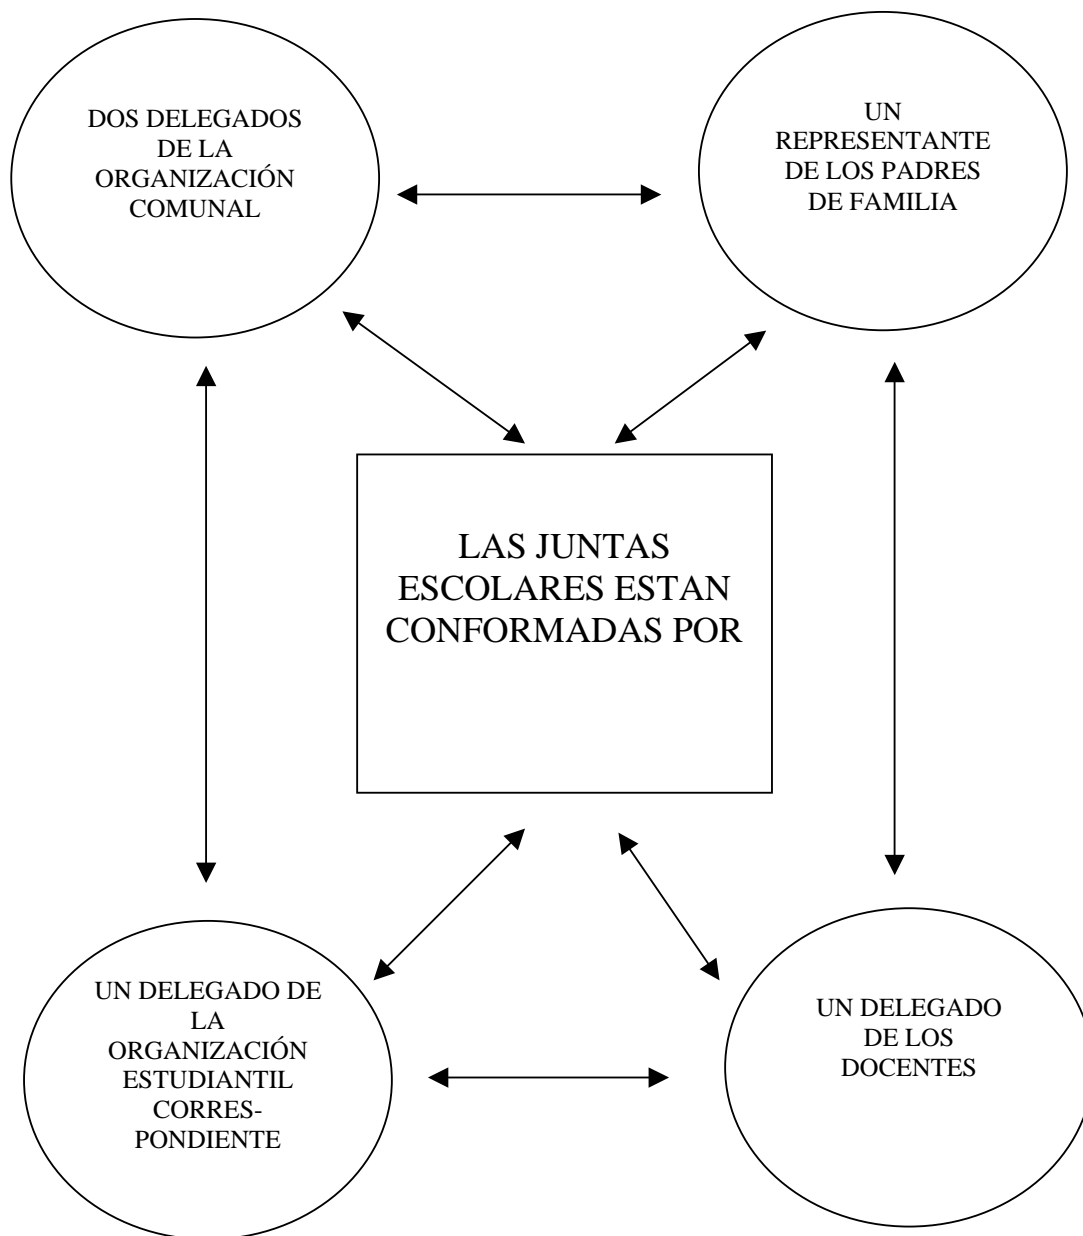 DOS DELEGADOS
DE LA
ORGANIZACIÓN
COMUNAL
UN
REPRESENTANTE
DE LOS PADRES
DE FAMILIA
LAS JUNTAS
ESCOLARES ESTAN
CONFORMADAS POR
UN DELEGADO DE
LA
ORGANIZACIÓN
ESTUDIANTIL
CORRES-
PONDIENTE
UN DELEGADO
DE LOS
DOCENTES